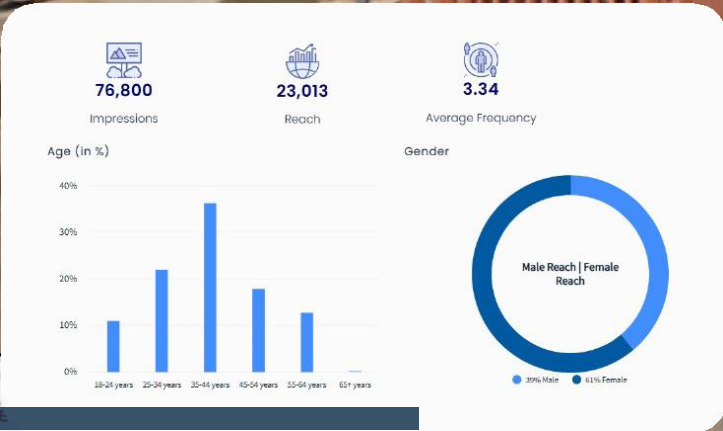 76,800
Impressions
23,013
Reach
3.34
Average Frequency
Age (in %)
40%
30%
20%
10%
0%
18-24 years
25-34 years
35-44 years
45-54 years
55-64 years
65+ years
Gender
Male Reach | Female
Reach
39% Male
61% Female